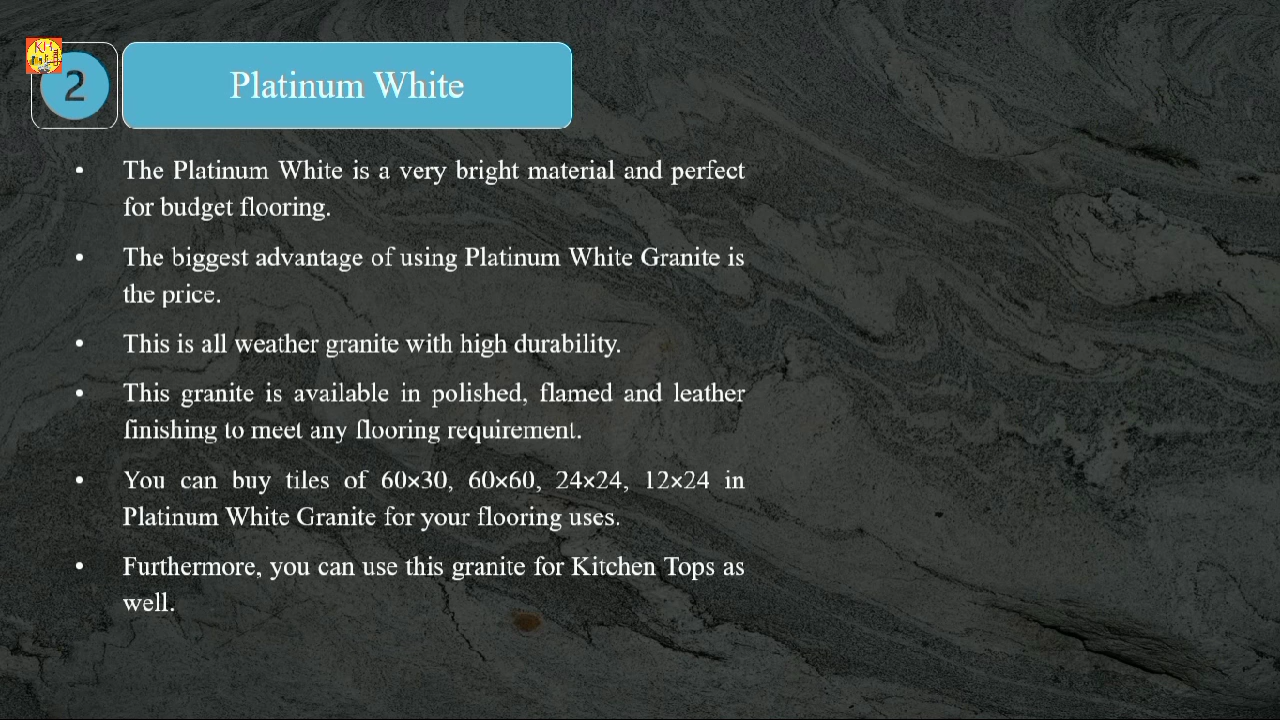 KB
2
Platinum White
• The Platinum White is a very bright material and perfect
for budget flooring.
• The biggest advantage of using Platinum White Granite is
the price.
• This is all weather granite with high durability.
• This granite is available in polished, flamed and leather
finishing to meet any flooring requirement.
• You can buy tiles of 60×30, 60×60, 24×24, 12×24 in
Platinum White Granite for your flooring uses.
• Furthermore, you can use this granite for Kitchen Tops as
well.